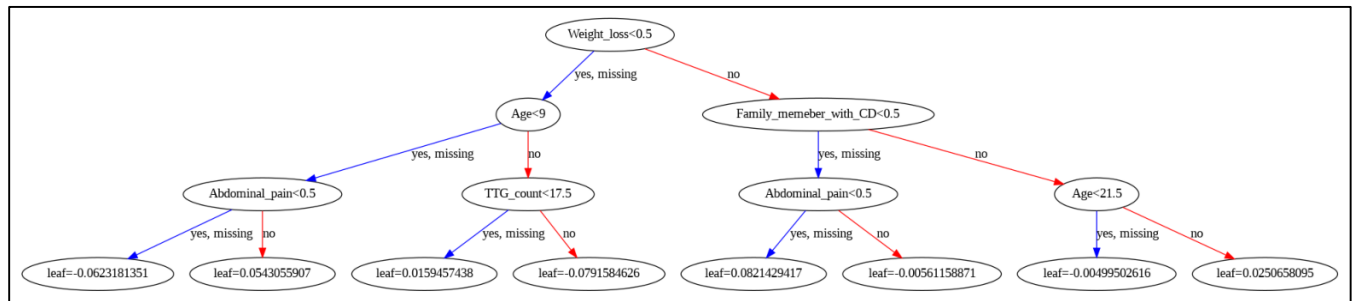 Weight_loss<0.5
yes, missing
no
Age<9
Family_memeber_with_CD<0.5
yes, missing
no
yes, missing
no
Abdominal_pain<0.5
TTG_count<17.5
Abdominal_pain<0.5
Age<21.5
yes, missing
no
yes, missing
no
yes, missing
no
yes, missing
no
leaf=-0.0623181351
leaf=0.0543055907
leaf=0.0159457438
leaf=-0.0791584626
leaf=0.0821429417
leaf=-0.00561158871
leaf=-0.00499502616
leaf=0.0250658095